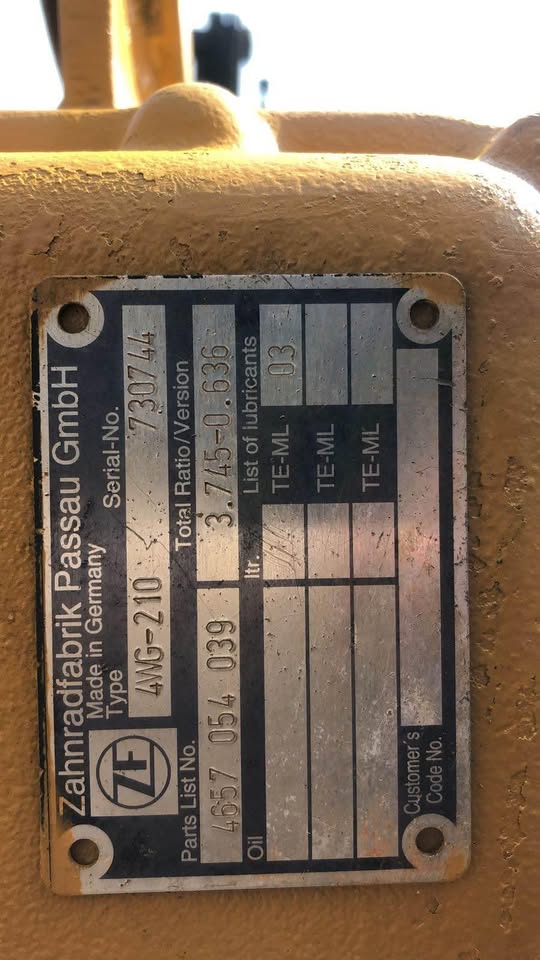 Zahnradfabrik Passau GmbH
Made in Germany
ZF
Type
Serial-No.
4WG-210 / 730744
Parts List No.
Total Ratio/Version
4657 054 039
3.745-0.636
Oil
ltr.
List of lubricants
TE-ML 03
TE-ML
TE-ML
Customer's
Code No.